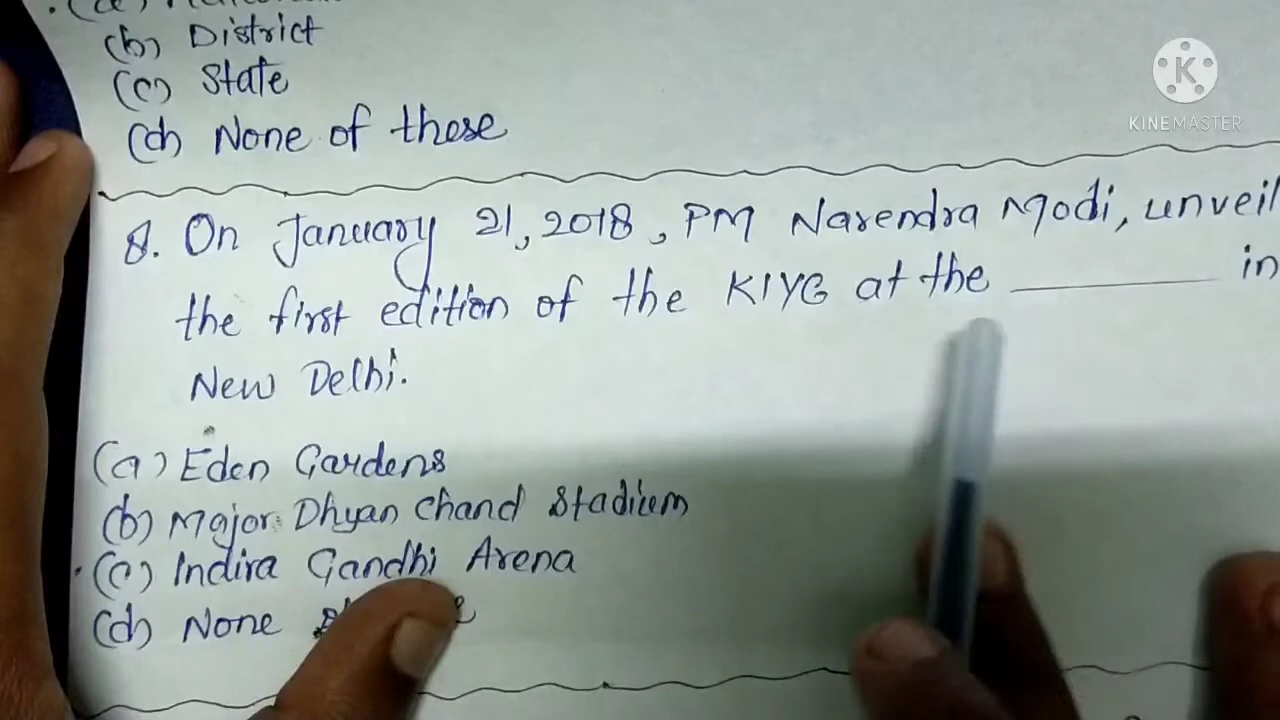 (b) District
(c) State
(d) None of these
8. On January 21, 2018, PM Narendra Modi, unveil
the first edition of the KIYG at the ________ in
New Delhi.
(a) Eden Gardens
(b) Major Dhyan Chand Stadium
(c) Indira Gandhi Arena
(d) None
KINEMASTER